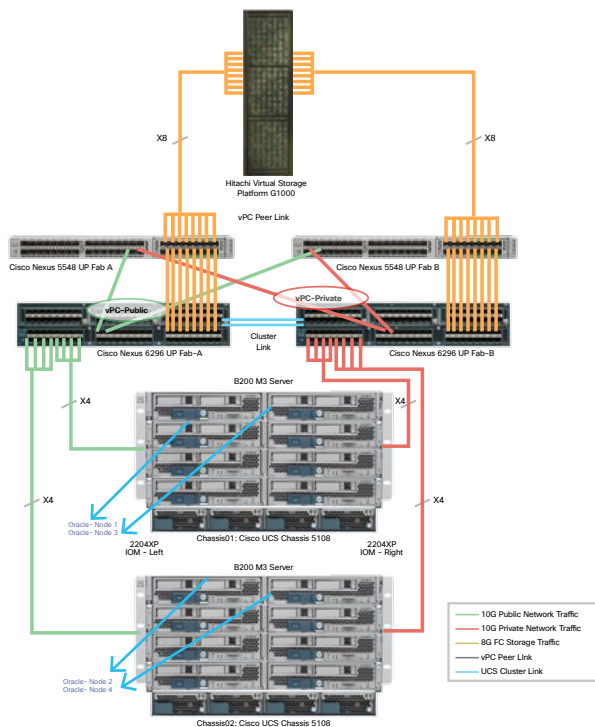 X8
X8
Hitachi Virtual Storage
Platform G1000
vPC Peer Link
Cisco Nexus 5548 UP Fab A
Cisco Nexus 5548 UP Fab B
vPC-Public
vPC-Private
Cluster
Link
Cisco Nexus 6296 UP Fab-A
Cisco Nexus 6296 UP Fab-B
B200 M3 Server
X4
X4
X4
X4
Oracle- Node 1
Oracle- Node 3
Chassis01: Cisco UCS Chassis 5108
2204XP
IOM - Left
2204XP
IOM - Right
B200 M3 Server
Oracle- Node 2
Oracle- Node 4
Chassis02: Cisco UCS Chassis 5108
10G Public Network Traffic
10G Private Network Traffic
8G FC Storage Traffic
vPC Peer LInk
UCS Cluster Link